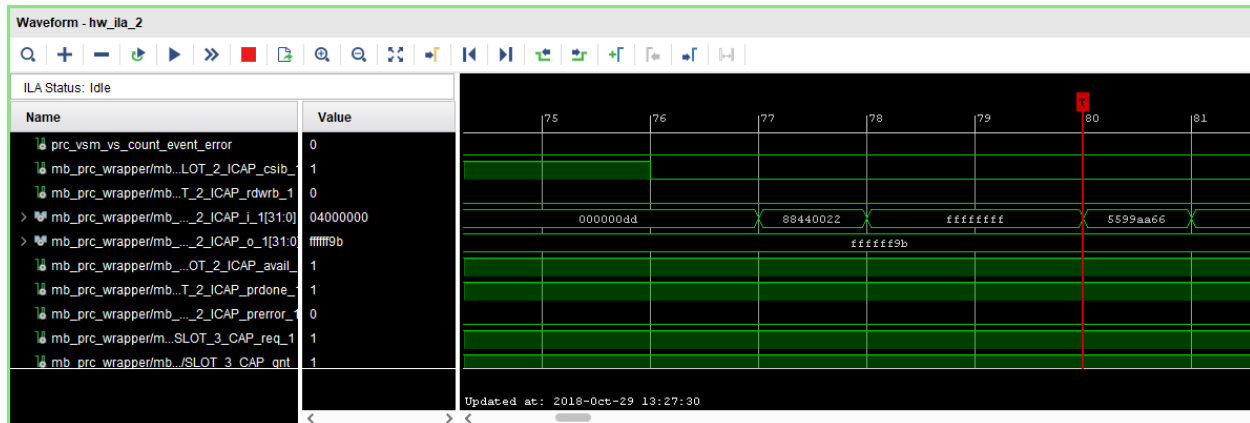 Waveform - hw_ila_2
ILA Status: Idle
Name Value
75 76 77 78 79 T 80 81
prc_vsm_vs_count_event_error 0
mb_prc_wrapper/mb...LOT_2_ICAP_csib_1 1
mb_prc_wrapper/mb...T_2_ICAP_rdwrb_1 0
mb_prc_wrapper/mb_..._2_ICAP_i_1[31:0] 04000000 000000dd 88440022 ffffffff 5599aa66
mb_prc_wrapper/mb_..._2_ICAP_o_1[31:0] ffffff9b ffffff9b
mb_prc_wrapper/mb_...OT_2_ICAP_avail_ 1
mb_prc_wrapper/mb...T_2_ICAP_prdone_1 1
mb_prc_wrapper/mb_..._2_ICAP_prerror_1 0
mb_prc_wrapper/m...SLOT_3_CAP_req_1 1
mb_prc_wrapper/mb.../SLOT_3_CAP_gnt 1
Updated at: 2018-Oct-29 13:27:30